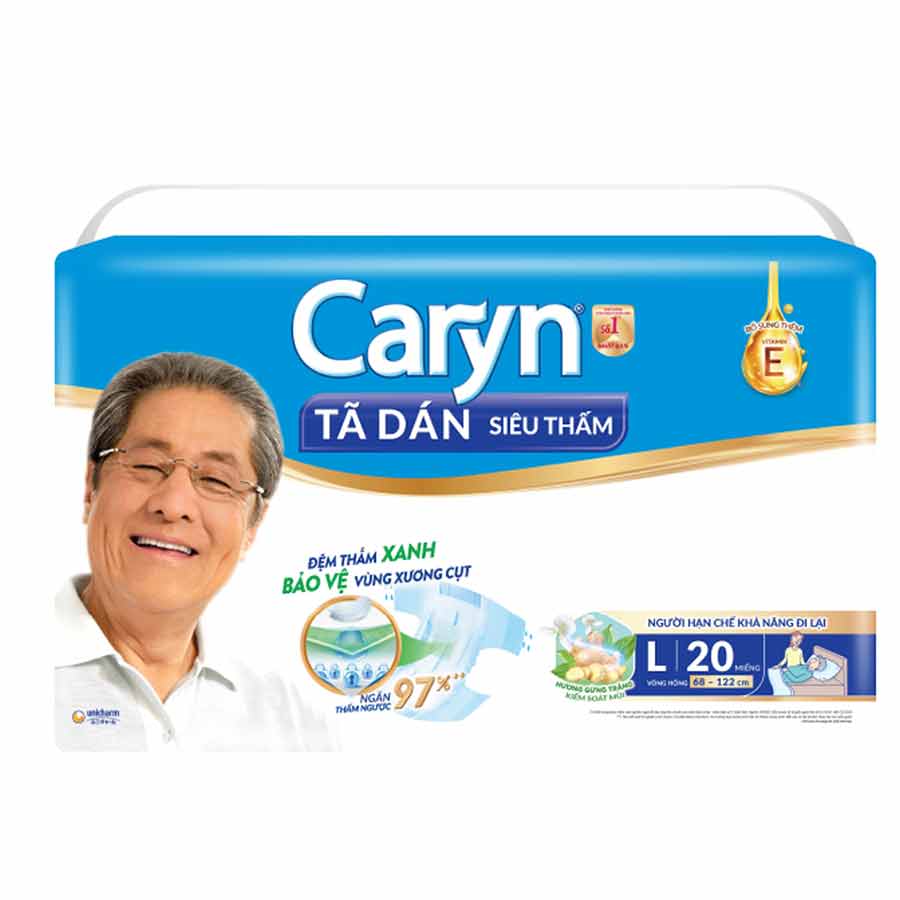 Caryn®
Số 1
NHẬT BẢN
TÃ DÁN SIÊU THẤM
BỔ SUNG THÊM
VITAMIN
E
ĐỆM THẤM XANH
BẢO VỆ VÙNG XƯƠNG CỤT
NGĂN
THẤM NGƯỢC
97%++
HƯƠNG GỪNG TRẮNG
KIỂM SOÁT MÙI
NGƯỜI HẠN CHẾ KHẢ NĂNG ĐI LẠI
L 20 MIẾNG
VÒNG HÔNG 68 – 122 cm
unicharm